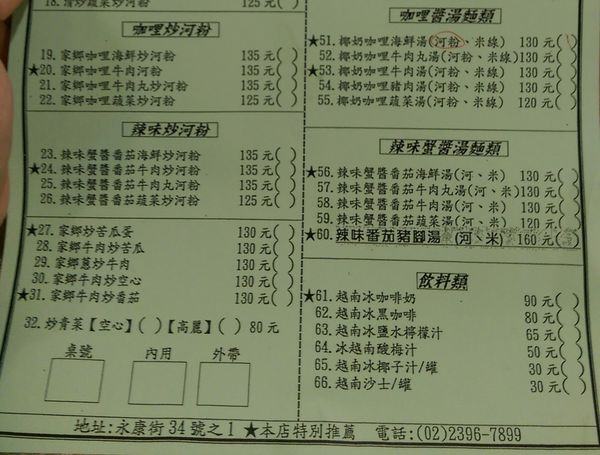 18.清炒蔬菜炒河粉 125元( )
咖哩炒河粉
19.家鄉咖哩海鮮炒河粉 135元( )
★20.家鄉咖哩牛肉河粉 135元( )
21.家鄉咖哩牛肉丸炒河粉 135元( )
22.家鄉咖哩蔬菜炒河粉 125元( )
辣味炒河粉
23.辣味蟹醬番茄海鮮炒河粉 135元( )
★24.辣味蟹醬番茄牛肉炒河粉 135元( )
25.辣味蟹醬番茄牛肉丸河粉 135元( )
26.辣味蟹醬番茄蔬菜炒河粉 125元( )
★27.家鄉炒苦瓜蛋 130元( )
28.家鄉牛肉炒苦瓜 130元( )
29.家鄉蔥炒牛肉 130元( )
30.家鄉牛肉炒空心 130元( )
★31.家鄉牛肉炒番茄 130元( )
32.炒青菜【空心】( )【高麗】( ) 80元
桌號 內用 外帶
咖哩醬湯麵類
★51.椰奶咖哩海鮮湯(河粉、米線) 130元( )
52.椰奶咖哩牛肉丸湯(河粉、米線)130元( )
★53.椰奶咖哩牛肉湯(河粉、米線) 130元( )
54.椰奶咖哩豬肉湯(河粉、米線) 130元( )
55.椰奶咖哩蔬菜湯(河粉、米線) 120元( )
辣味蟹醬湯麵類
★56.辣味蟹醬番茄海鮮湯(河、米) 130元( )
57.辣味蟹醬番茄牛肉丸湯(河、米)130元( )
58.辣味蟹醬番茄牛肉湯(河、米) 130元( )
59.辣味蟹醬番茄蔬菜湯(河、米) 120元( )
★60.辣味番茄豬腳湯 (河、米) 160元( )
飲料類
★61.越南冰咖啡奶 90元( )
62.越南冰黑咖啡 80元( )
63.越南冰鹽水檸檬汁 65元( )
64.冰越南酸梅汁 50元( )
65.越南冰椰子汁/罐 30元( )
66.越南沙士/罐 30元( )
地址:永康街34號之1 ★本店特別推薦 電話:(02)2396-7899